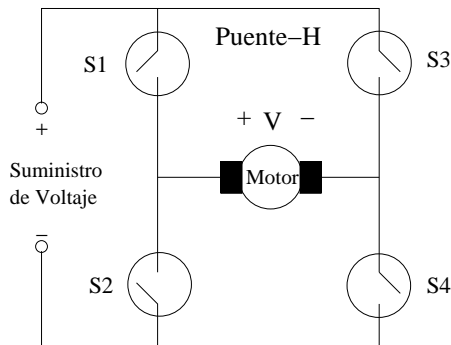 Puente–H
S1
S3
+ V −
+
Suministro
de Voltaje
Motor
−
S2
S4